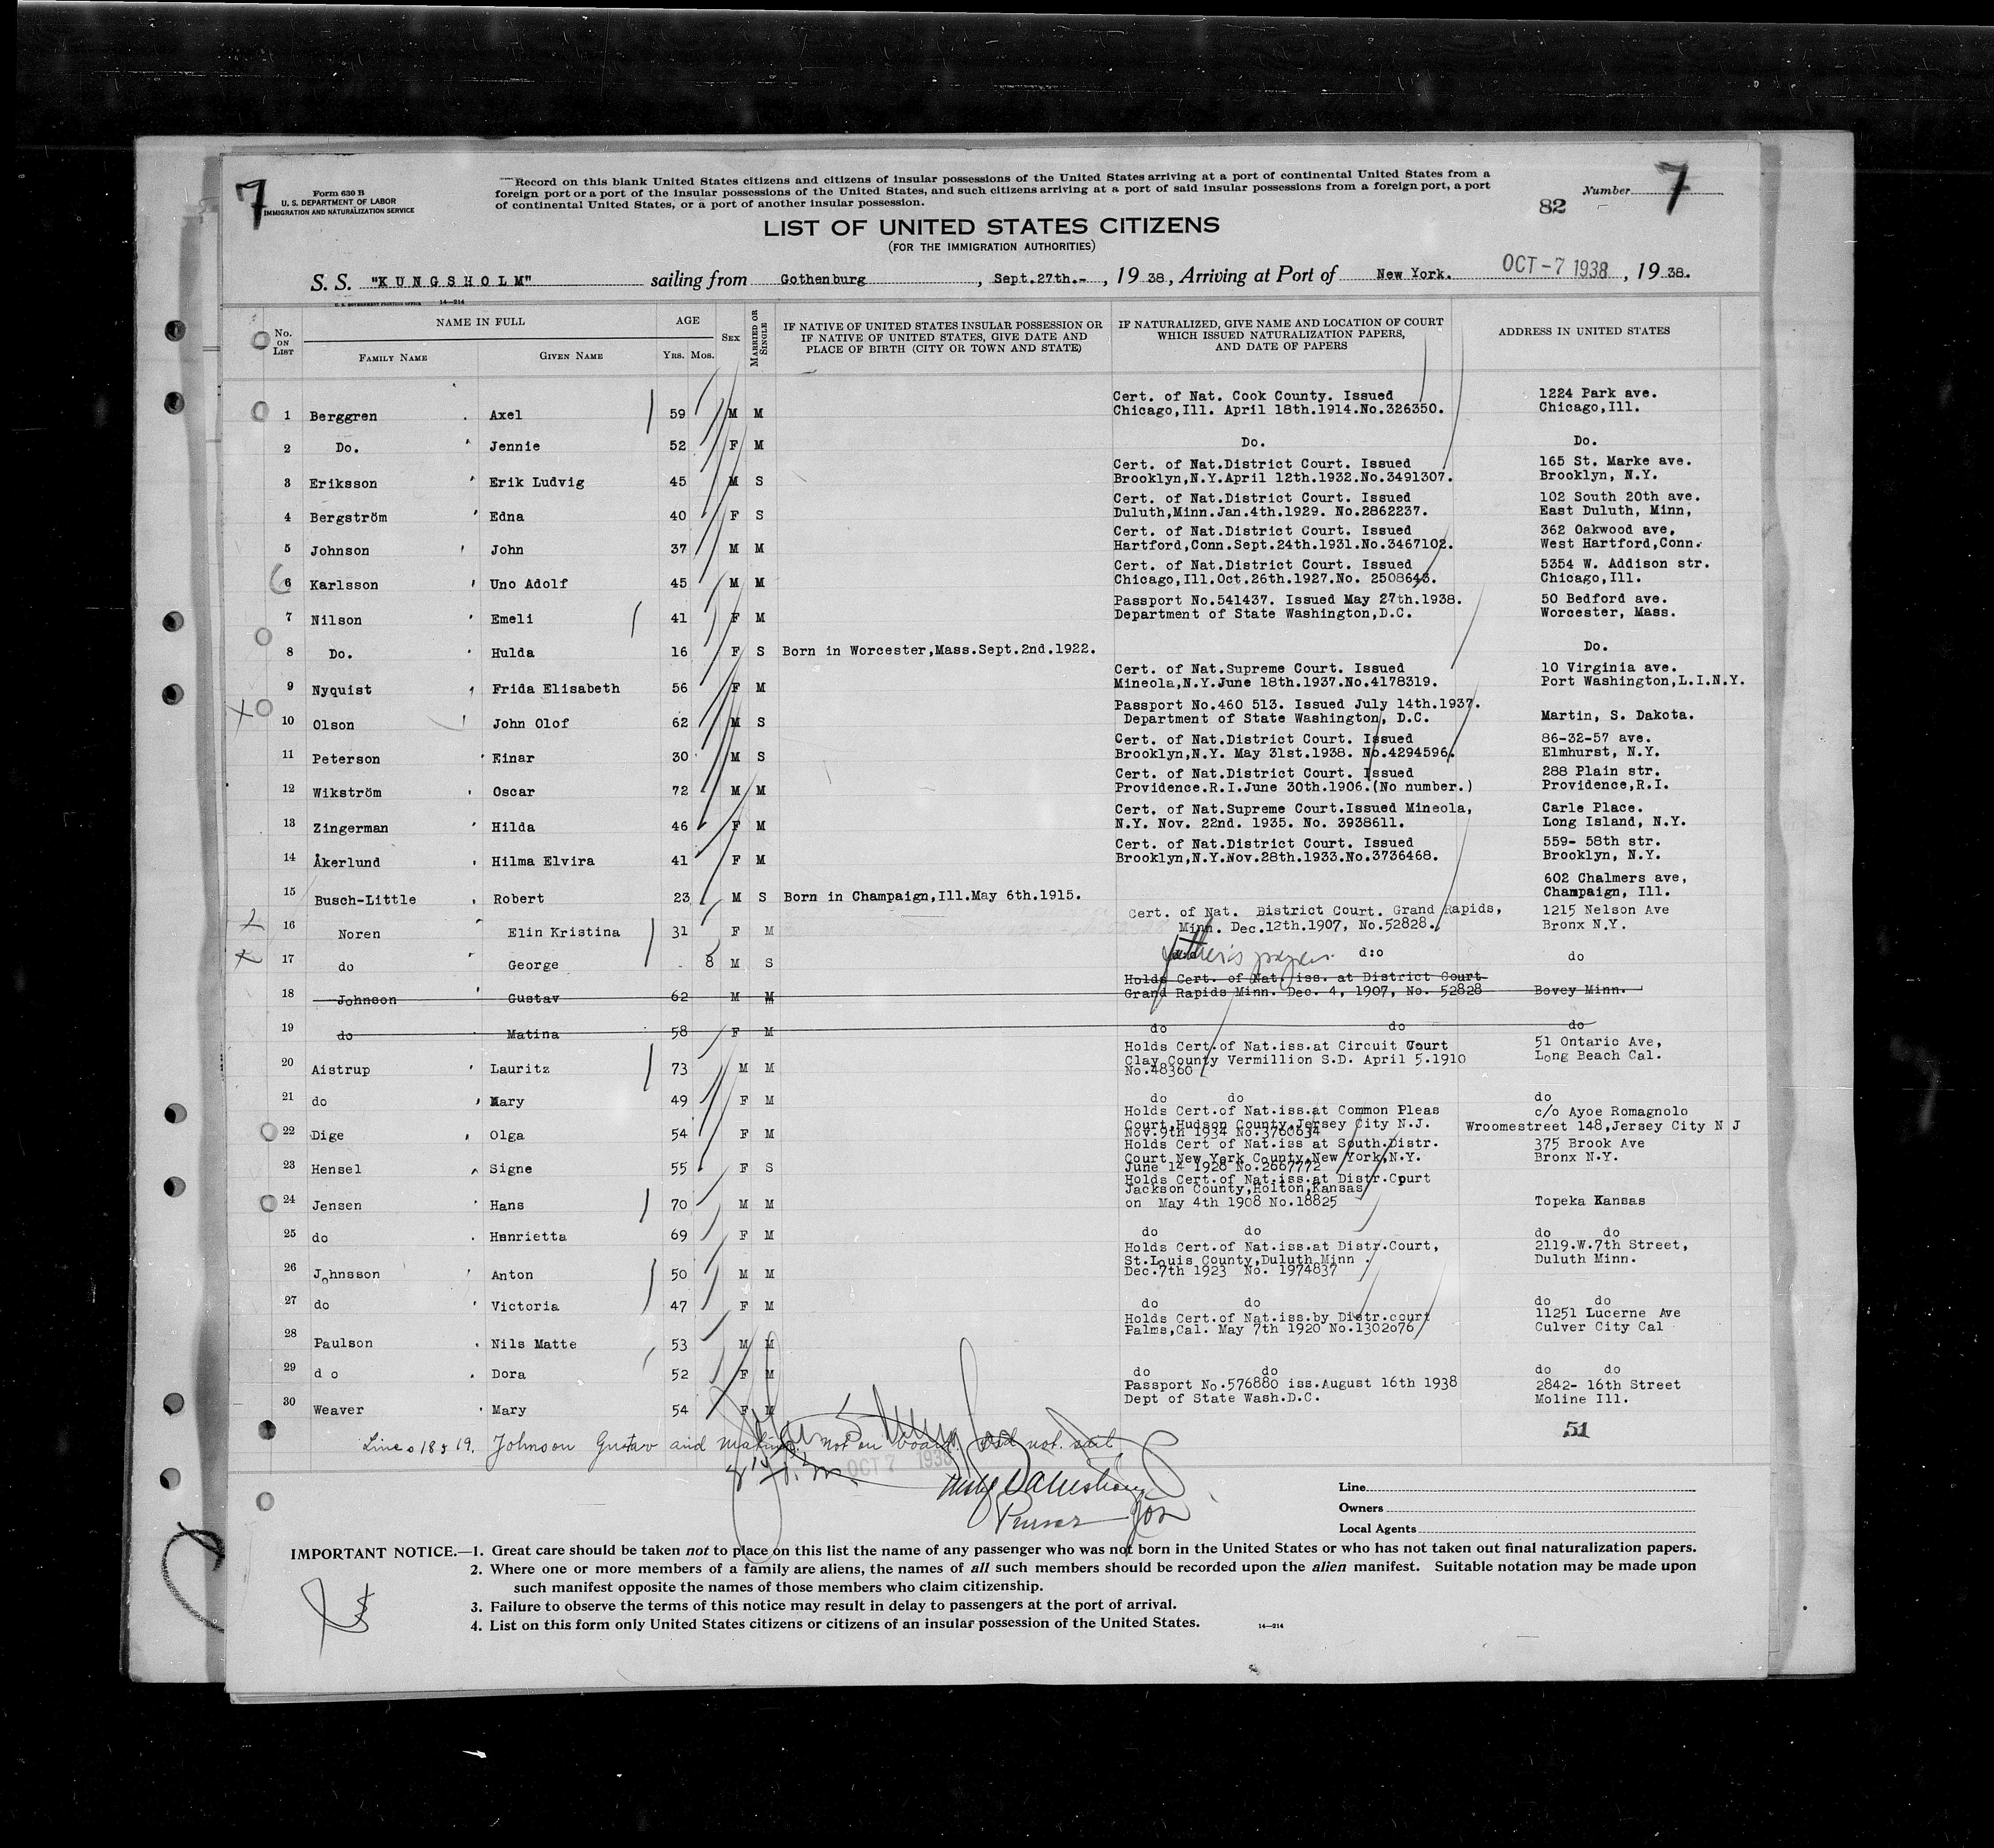 7
Form 630 B
U. S. DEPARTMENT OF LABOR
IMMIGRATION AND NATURALIZATION SERVICE
Record on this blank United States citizens and citizens of insular possessions of the United States arriving at a port of continental United States from a
foreign port or a port of the insular possessions of the United States, and such citizens arriving at a port of said insular possessions from a foreign port, a port
of continental United States, or a port of another insular possession.
Number 7
82
LIST OF UNITED STATES CITIZENS
(FOR THE IMMIGRATION AUTHORITIES)
S. S. "KUNGSHOLM" sailing from Gothenburg, Sept.27th.-, 19 38, Arriving at Port of New York. OCT -7 1938, 19 38.
U. S. GOVERNMENT PRINTING OFFICE 14—214
No. ON LIST
NAME IN FULL
FAMILY NAME
GIVEN NAME
AGE
Yrs. Mos.
SEX
MARRIED OR SINGLE
IF NATIVE OF UNITED STATES INSULAR POSSESSION OR
IF NATIVE OF UNITED STATES, GIVE DATE AND
PLACE OF BIRTH (CITY OR TOWN AND STATE)
IF NATURALIZED, GIVE NAME AND LOCATION OF COURT
WHICH ISSUED NATURALIZATION PAPERS,
AND DATE OF PAPERS
ADDRESS IN UNITED STATES
Cert. of Nat. Cook County. Issued 1224 Park ave.
1 Berggren Axel 59 M M Chicago,Ill. April 18th.1914.No.326350. Chicago,Ill.
2 Do. Jennie 52 F M Do. Do.
Cert. of Nat.District Court. Issued 165 St. Marke ave.
3 Eriksson Erik Ludvig 45 M S Brooklyn,N.Y.April 12th.1932.No.3491307. Brooklyn, N.Y.
Cert. of Nat.District Court. Issued 102 South 20th ave.
4 Bergström Edna 40 F S Duluth,Minn.Jan.4th.1929. No.2862237. East Duluth, Minn,
Cert. of Nat.District Court. Issued 362 Oakwood ave,
5 Johnson John 37 M M Hartford,Conn.Sept.24th.1931.No.3467102. West Hartford,Conn.
Cert. of Nat.District Court. Issued 5354 W. Addison str.
6 Karlsson Uno Adolf 45 M M Chicago,Ill.Oct.26th.1927.No. 2508643. Chicago,Ill.
Passport No.541437. Issued May 27th.1938. 50 Bedford ave.
7 Nilson Emeli 41 F M Department of State Washington,D.C. Worcester, Mass.
8 Do. Hulda 16 F S Born in Worcester,Mass.Sept.2nd.1922. Do.
Cert. of Nat.Supreme Court. Issued 10 Virginia ave.
9 Nyquist Frida Elisabeth 56 F M Mineola,N.Y.June 18th.1937.No.4178319. Port Washington,L.I.N.Y.
Passport No.460 513. Issued July 14th.1937.
10 Olson John Olof 62 M S Department of State Washington, D.C. Martin, S. Dakota.
Cert. of Nat.District Court. Issued 86-32-57 ave.
11 Peterson Einar 30 M S Brooklyn,N.Y. May 31st.1938. No.4294596. Elmhurst, N.Y.
Cert. of Nat.District Court. Issued 288 Plain str.
12 Wikström Oscar 72 M M Providence.R.I.June 30th.1906.(No number.) Providence,R.I.
Cert. of Nat.Supreme Court.Issued Mineola, Carle Place.
13 Zingerman Hilda 46 F M N.Y. Nov. 22nd. 1935. No. 3938611. Long Island, N.Y.
Cert. of Nat.District Court. Issued 559- 58th str.
14 Åkerlund Hilma Elvira 41 F M Brooklyn,N.Y.Nov.28th.1933.No.3736468. Brooklyn, N.Y.
602 Chalmers ave,
15 Busch-Little Robert 23 M S Born in Champaign,Ill.May 6th.1915. Champaign, Ill.
Cert. of Nat. District Court. Grand Rapids, 1215 Nelson Ave
16 Noren Elin Kristina 31 F M Minn. Dec.12th.1907, No.52828. Bronx N.Y.
17 do George 8 M S father's papers. d:o do
Holds Cert. of Nat. iss. at District Court
18 Johnson Gustav 62 M M Grand Rapids Minn. Dec. 4, 1907, No. 52828 Bovey Minn.
19 do Matina 58 F M do do do
Holds Cert.of Nat.iss.at Circuit Court 51 Ontario Ave,
20 Aistrup Lauritz 73 M M Clay County Vermillion S.D. April 5.1910 Long Beach Cal.
No.48360
21 do Mary 49 F M do do do
Holds Cert.of Nat.iss.at Common Pleas c/o Ayoe Romagnolo
22 Dige Olga 54 F M Court,Hudson County,Jersey City N.J. Wroomestreet 148,Jersey City N J
Nov.9th 1934 No.3760634
Holds Cert of Nat.iss at South.Distr. 375 Brook Ave
23 Hensel Signe 55 F S Court New York County,New York,N.Y. Bronx N.Y.
June 14 1928 No.2667772
Holds Cert.of Nat.iss.at Distr.Court
Jackson County,Holton,Kansas
24 Jensen Hans 70 M M on May 4th 1908 No.18825 Topeka Kansas
25 do Henrietta 69 F M do do do do
Holds Cert.of Nat.iss.at Distr.Court, 2119.W.7th Street,
26 Johnsson Anton 50 M M St.Louis County,Duluth Minn. Duluth Minn.
Dec.7th 1923 No. 1974837
27 do Victoria 47 F M do do do do
Holds Cert.of Nat.iss.by Distr.court 11251 Lucerne Ave
28 Paulson Nils Matte 53 M M Palms,Cal. May 7th 1920 No.1302076 Culver City Cal
29 d o Dora 52 F M do do do do
Passport No.576880 iss.August 16th 1938 2842- 16th Street
30 Weaver Mary 54 F M Dept of State Wash.D.C. Moline Ill.
51
Lines 18 & 19. Johnson Gustav and Matina not on board did not sail
OCT 7 1938
Purser
Line
Owners
Local Agents
IMPORTANT NOTICE.—1. Great care should be taken not to place on this list the name of any passenger who was not born in the United States or who has not taken out final naturalization papers.
2. Where one or more members of a family are aliens, the names of all such members should be recorded upon the alien manifest. Suitable notation may be made upon
such manifest opposite the names of those members who claim citizenship.
3. Failure to observe the terms of this notice may result in delay to passengers at the port of arrival.
4. List on this form only United States citizens or citizens of an insular possession of the United States.
14—214